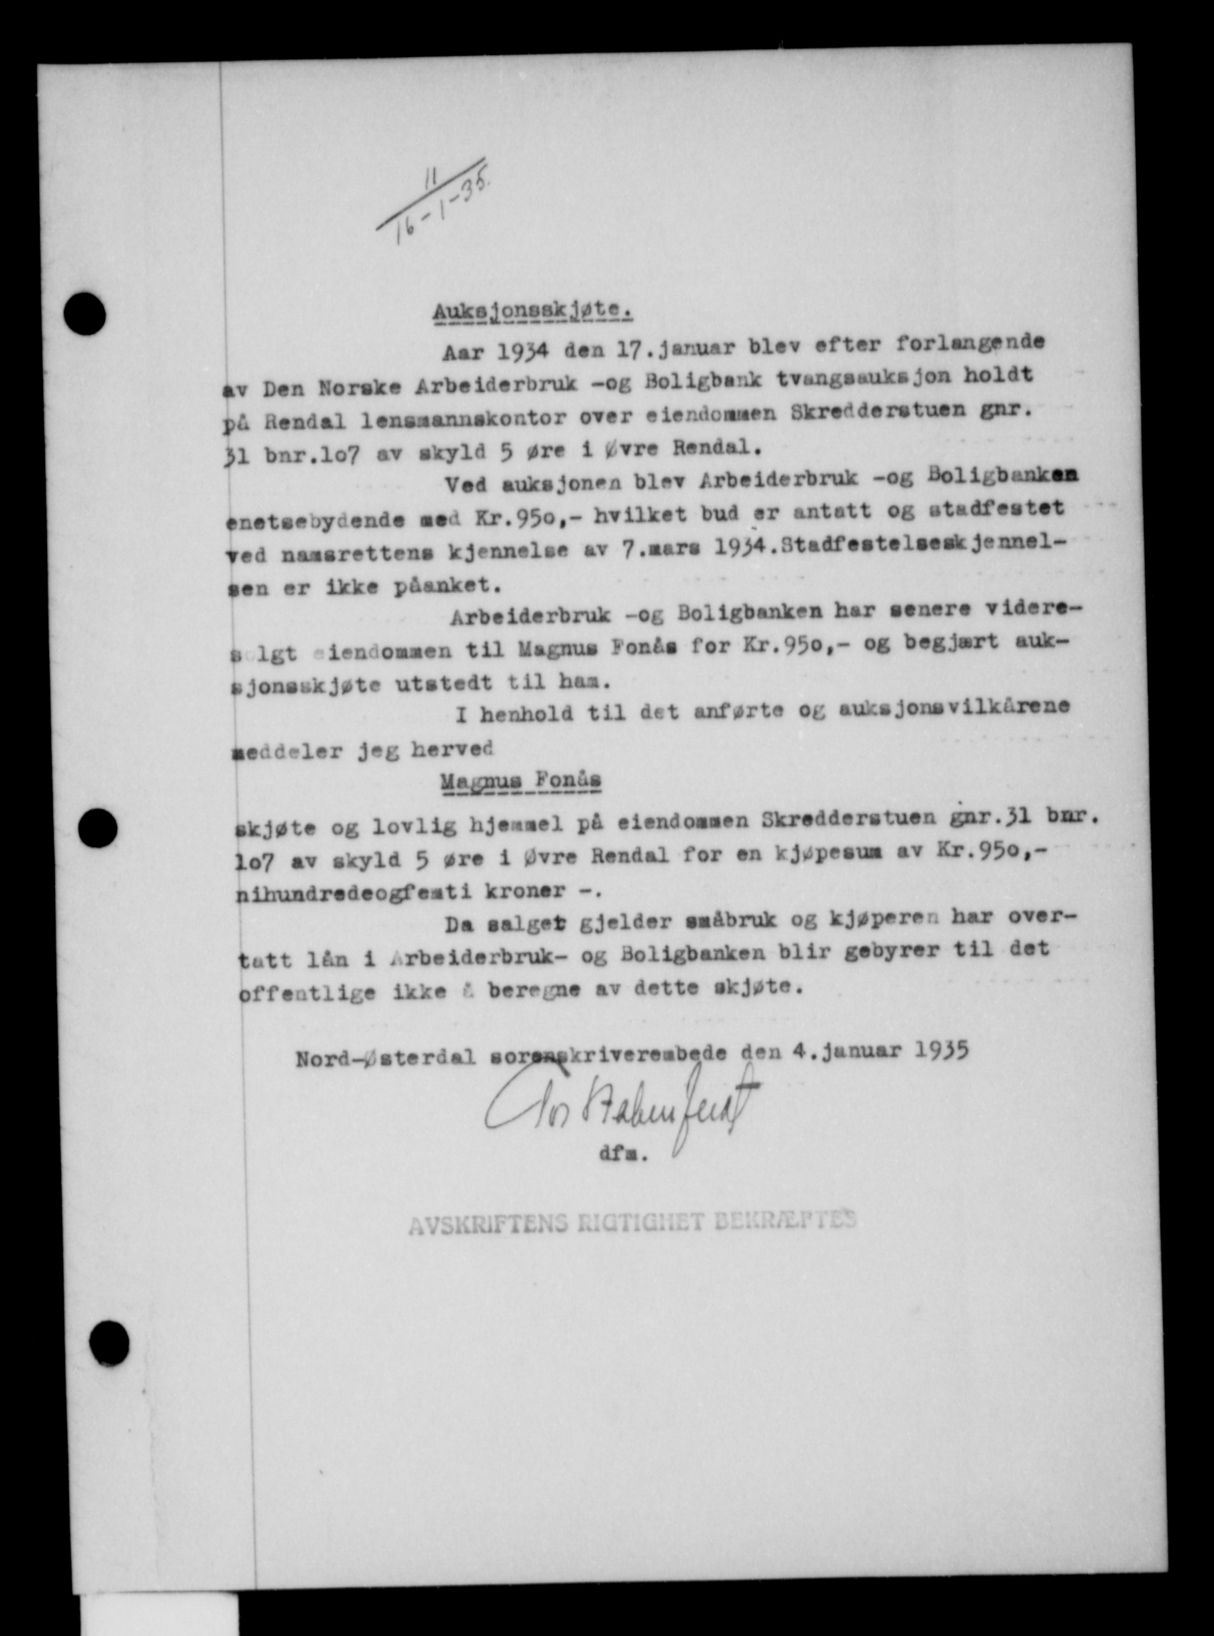 11
16-1-35.
Auksjonsskjøte.
Aar 1934 den 17.januar blev efter forlangende
av Den Norske Arbeiderbruk -og Boligbank tvangsauksjon holdt
på Rendal lensmannskontor over eiendommen Skredderstuen gnr.
31 bnr.lo7 av skyld 5 øre i Øvre Rendal.
Ved auksjonen blev Arbeiderbruk -og Boligbanken
enetsebydende med Kr.95o,- hvilket bud er antatt og stadfestet
ved namsrettens kjennelse av 7.mars 1934.Stadfestelseskjennel-
sen er ikke påanket.
Arbeiderbruk -og Boligbanken har senere videre-
solgt eiendommen til Magnus Fonås for Kr.95o,- og begjært auk-
sjonsskjøte utstedt til ham.
I henhold til det anførte og auksjonsvilkårene
meddeler jeg herved
Magnus Fonås
skjøte og lovlig hjemmel på eiendommen Skredderstuen gnr.31 bnr.
lo7 av skyld 5 øre i Øvre Rendal for en kjøpesum av Kr.95o,-
nihundredeogfemti kroner -.
Da salget gjelder småbruk og kjøperen har over-
tatt lån i Arbeiderbruk- og Boligbanken blir gebyrer til det
offentlige ikke å beregne av dette skjøte.
Nord-Østerdal sorenskriverembede den 4.januar 1935
dfm.
AVSKRIFTENS RIGTIGHET BEKRÆFTES